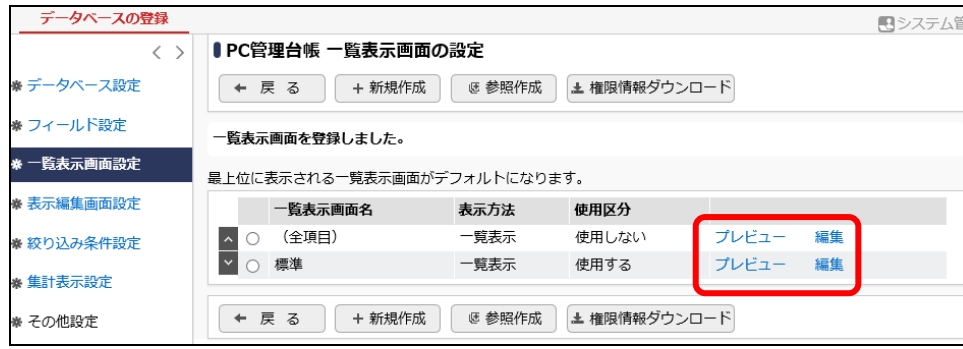 データベースの登録
システム管
PC管理台帳 一覧表示画面の設定
戻 る 新規作成 参照作成 権限情報ダウンロード
データベース設定
フィールド設定
一覧表示画面を登録しました。
一覧表示画面設定
最上位に表示される一覧表示画面がデフォルトになります。
表示編集画面設定
一覧表示画面名 表示方法 使用区分
絞り込み条件設定
（全項目） 一覧表示 使用しない プレビュー 編集
標準 一覧表示 使用する プレビュー 編集
集計表示設定
その他設定
戻 る 新規作成 参照作成 権限情報ダウンロード